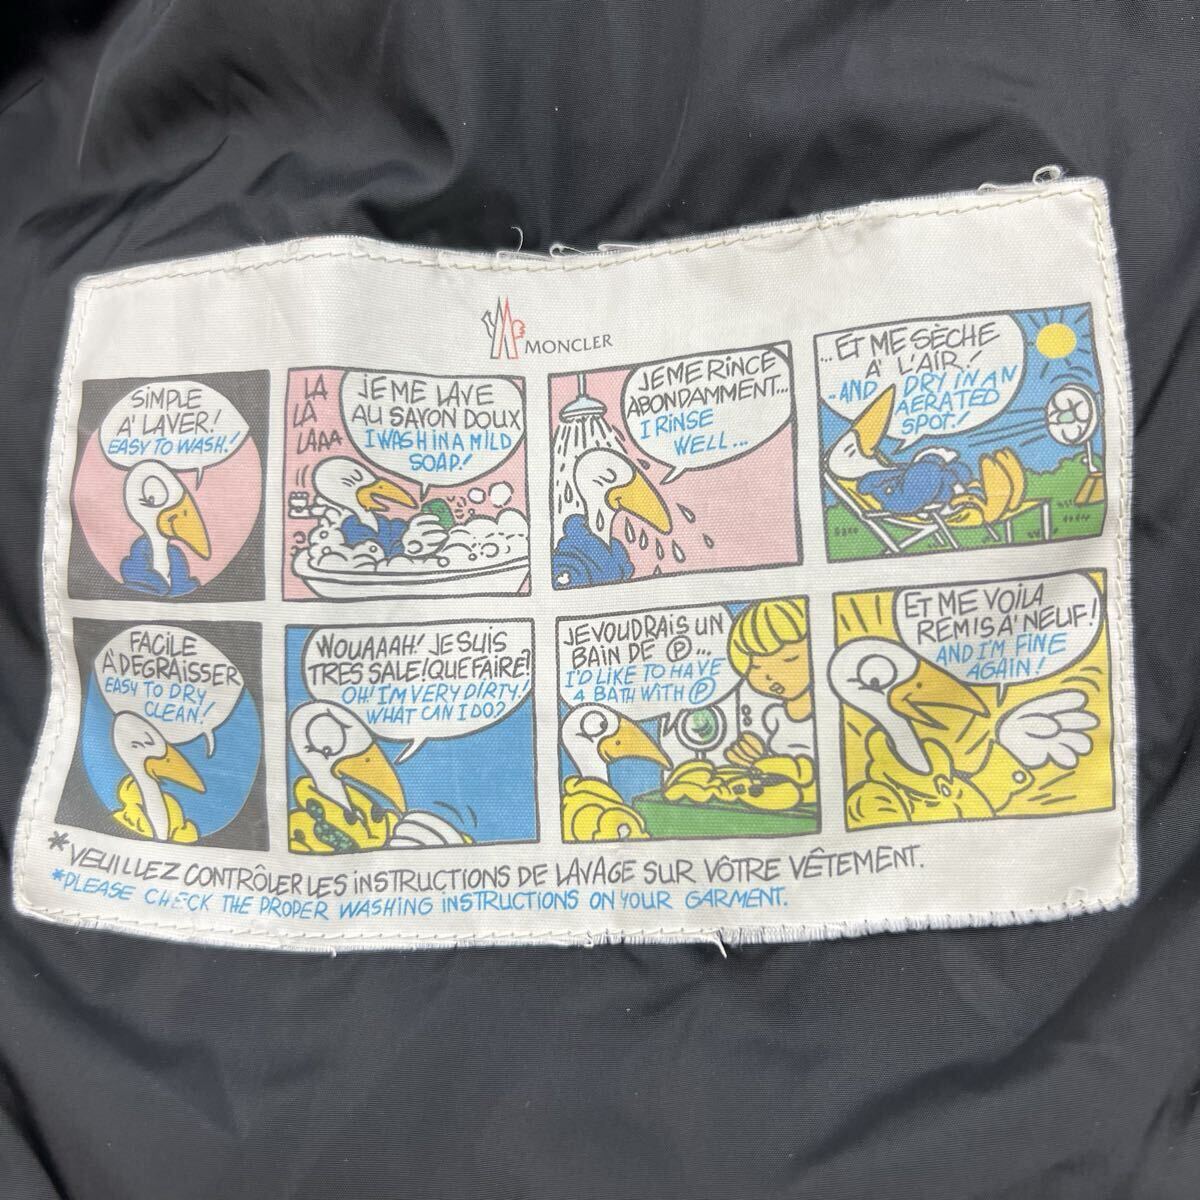 MONCLER
SIMPLE
A' LAVER!
EASY TO WASH!
LA
LA
LAAA
JE ME LAVE
AU SAVON DOUX
I WASH IN A MILD
SOAP!
JE ME RINCE
ABONDAMMENT...
I RINSE
WELL...
...ET ME SÈCHE
A' L'AIR!
..AND DRY IN AN
AERATED
SPOT!
FACILE
A' DEGRAISSER
EASY TO DRY
CLEAN!
WOUAAAH! JE SUIS
TRES SALE! QUE FAIRE?
OH! I'M VERY DIRTY!
WHAT CAN I DO?
JE VOUDRAIS UN
BAIN DE Ⓟ...
I'D LIKE TO HAVE
A BATH WITH Ⓟ
ET ME VOILA
REMIS A' NEUF!
AND I'M FINE
AGAIN!
*VEUILLEZ CONTRÔLER LES INSTRUCTIONS DE LAVAGE SUR VÔTRE VÊTEMENT.
*PLEASE CHECK THE PROPER WASHING INSTRUCTIONS ON YOUR GARMENT.